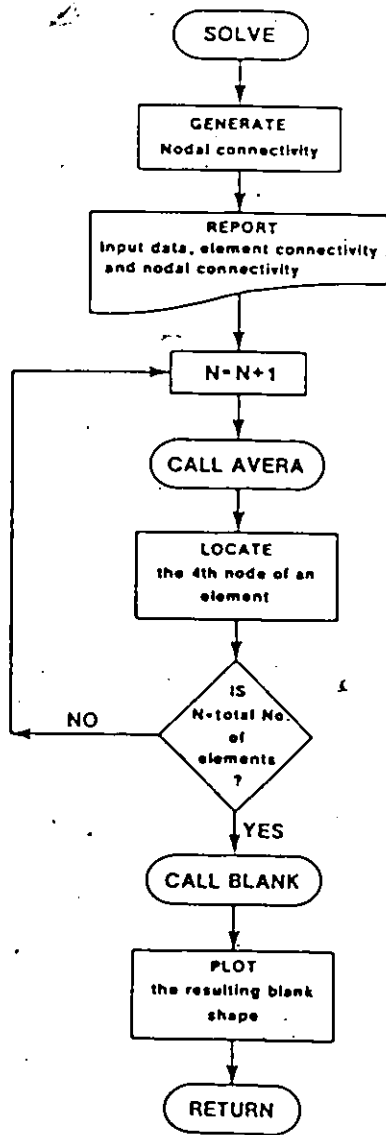 SOLVE
GENERATE
Nodal connectivity
REPORT
Input data, element connectivity
and nodal connectivity
N=N+1
CALL AVERA
LOCATE
the 4th node of an
element
IS
N=total No.
of
elements
?
NO
YES
CALL BLANK
PLOT
the resulting blank
shape
RETURN